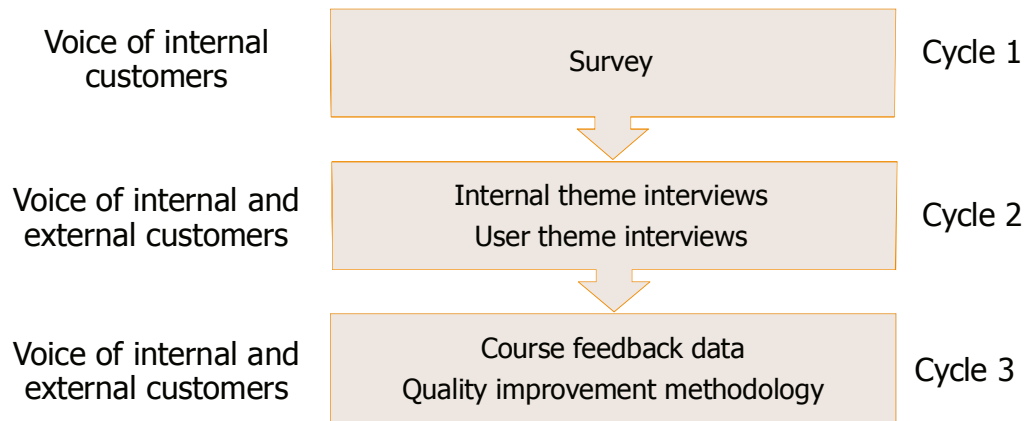 Voice of internal
customers
Survey
Cycle 1
Voice of internal and
external customers
Internal theme interviews
User theme interviews
Cycle 2
Voice of internal and
external customers
Course feedback data
Quality improvement methodology
Cycle 3